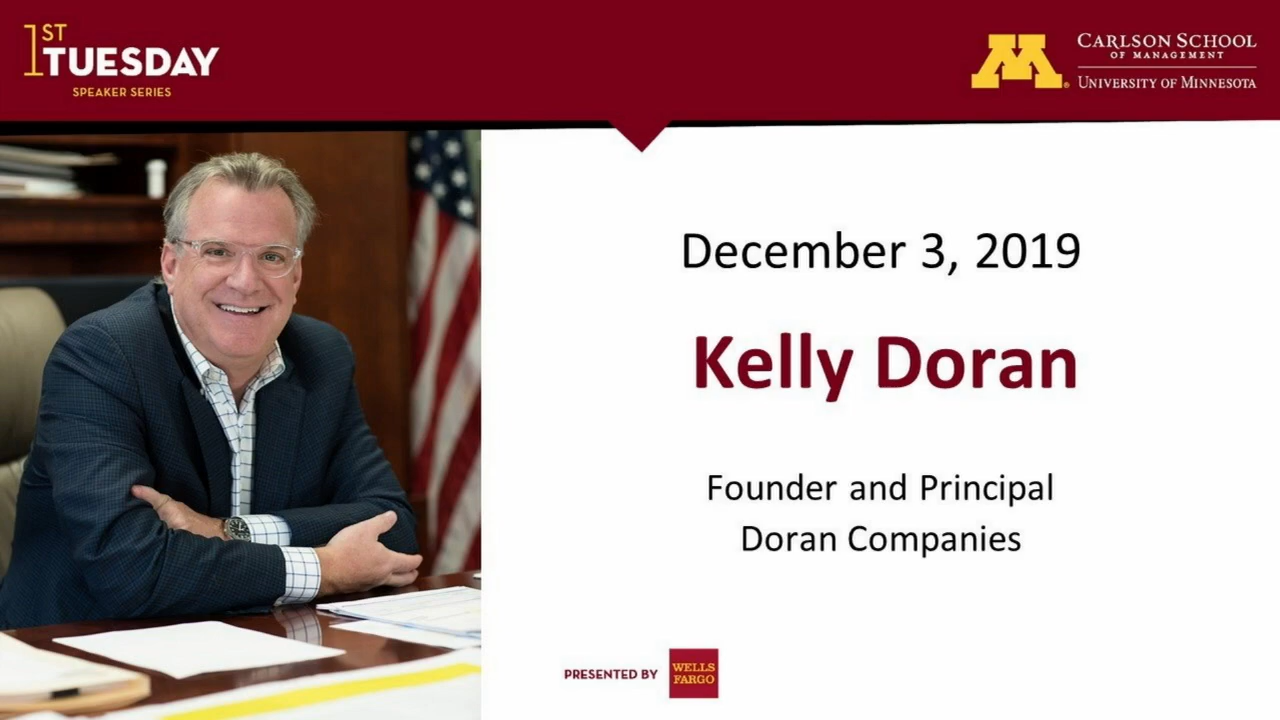 1ST
TUESDAY
SPEAKER SERIES
M
CARLSON SCHOOL
OF MANAGEMENT
UNIVERSITY OF MINNESOTA
December 3, 2019
Kelly Doran
Founder and Principal
Doran Companies
PRESENTED BY
WELLS
FARGO